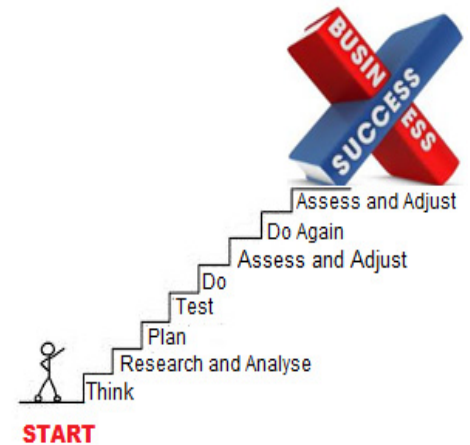 BUSINESS
SUCCESS
Assess and Adjust
Do Again
Assess and Adjust
Do
Test
Plan
Research and Analyse
Think
START